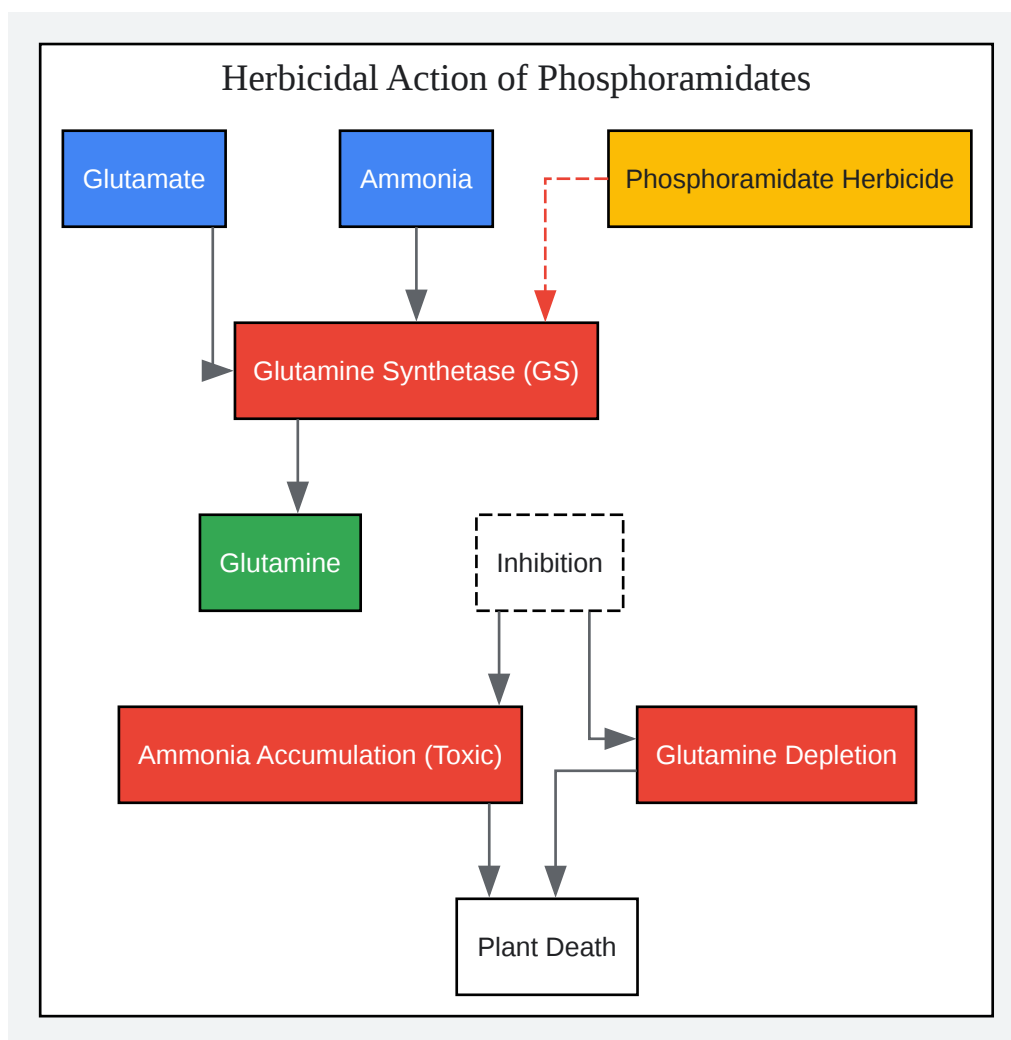 Herbicidal Action of Phosphoramidates
Glutamate
Ammonia
Phosphoramidate Herbicide
Glutamine Synthetase (GS)
Glutamine
Inhibition
Ammonia Accumulation (Toxic)
Glutamine Depletion
Plant Death